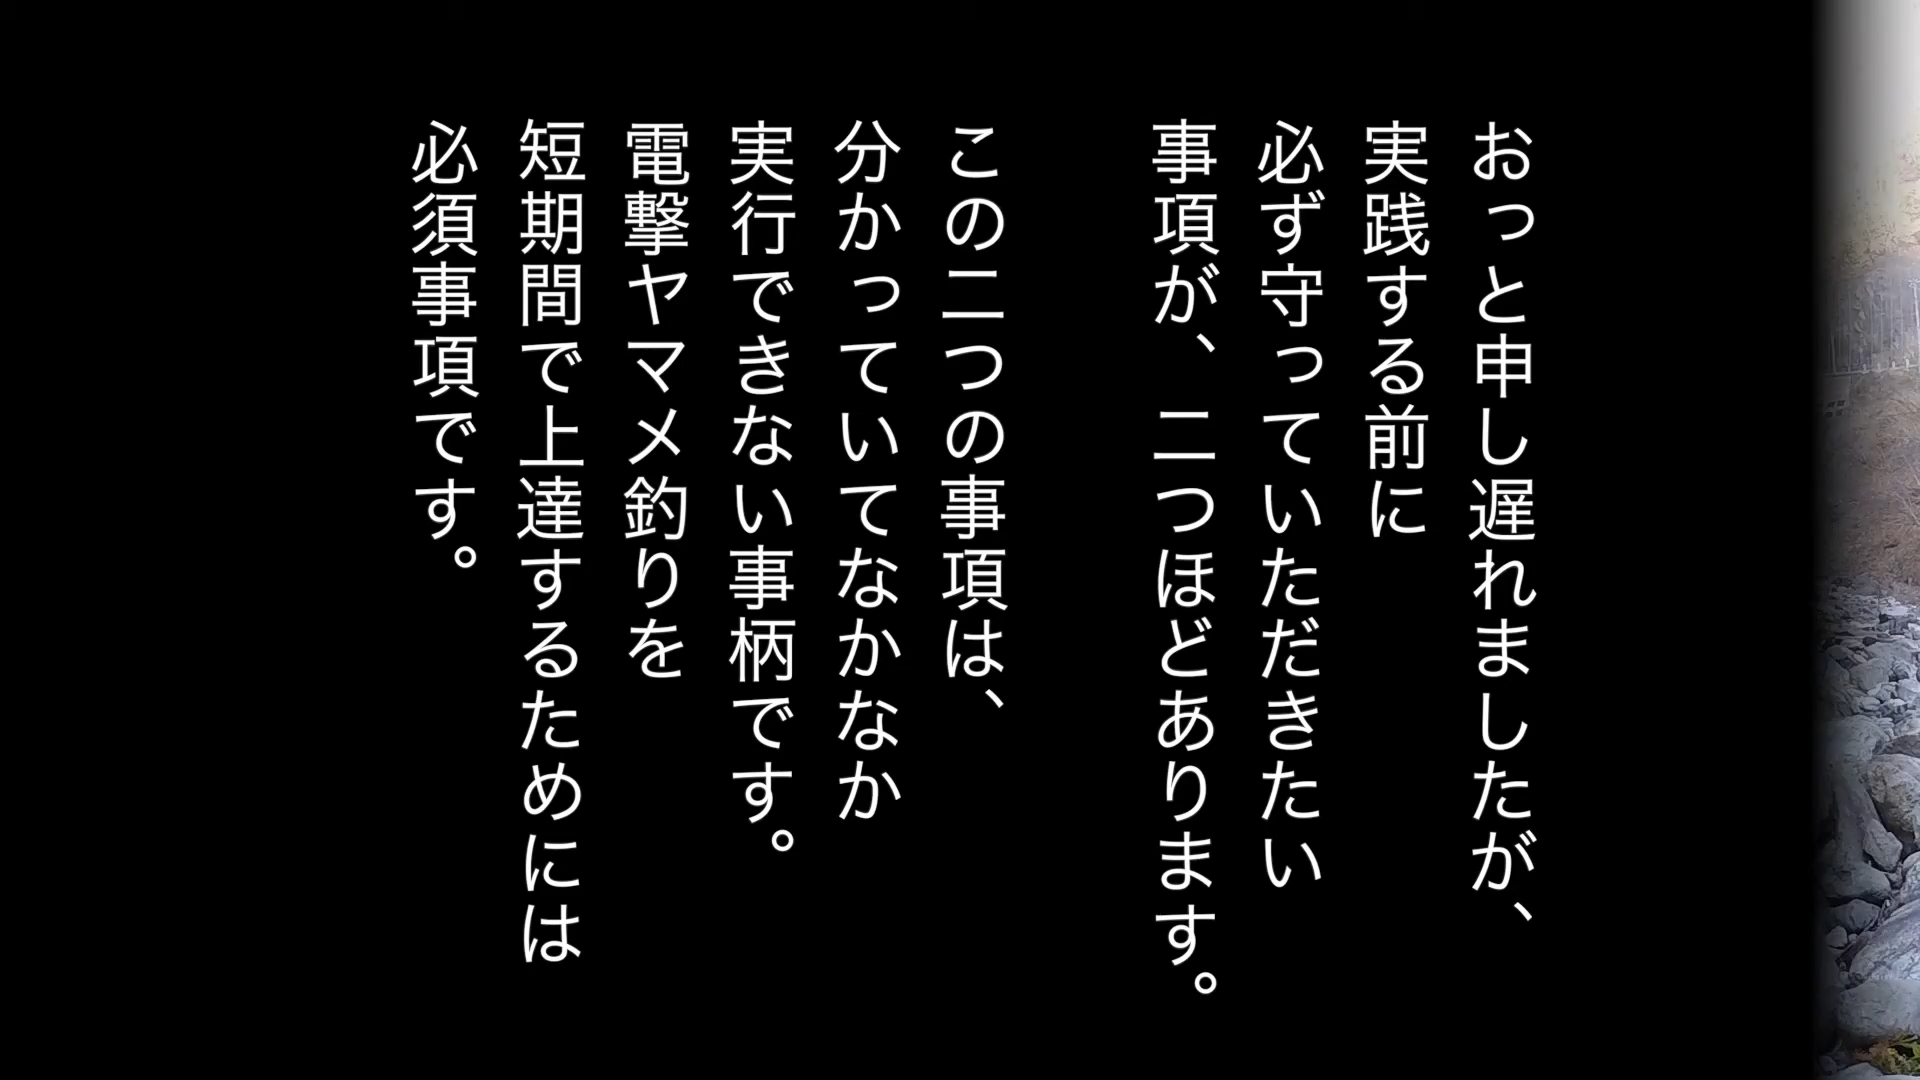 おっと申し遅れましたが、
実践する前に
必ず守っていただきたい
事項が、二つほどあります。
この二つの事項は、
分かっていてなかなか
実行できない事柄です。
電撃ヤマメ釣りを
短期間で上達するためには
必須事項です。